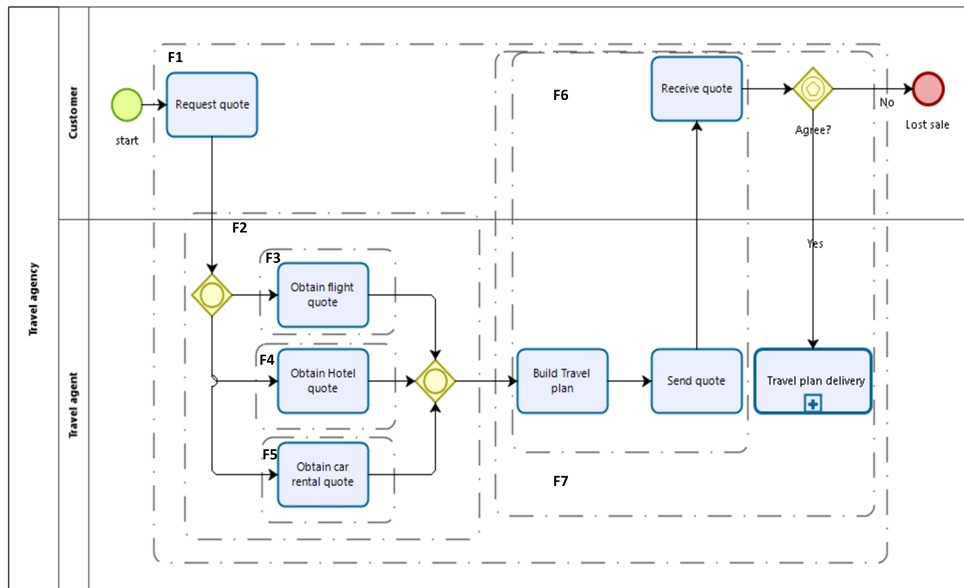 Travel agency
Customer
Travel agent
F1
Request quote
start
F6
Receive quote
Agree?
No
Lost sale
Yes
F2
F3
Obtain flight
quote
F4
Obtain Hotel
quote
F5
Obtain car
rental quote
Build Travel
plan
Send quote
Travel plan delivery
F7